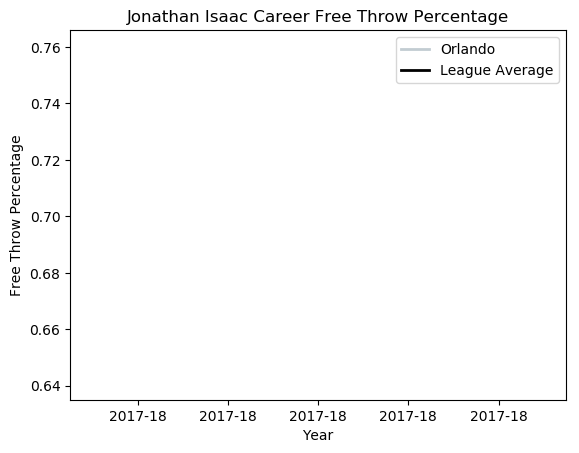 Jonathan Isaac Career Free Throw Percentage
Orlando
League Average
Free Throw Percentage
0.76
0.74
0.72
0.70
0.68
0.66
0.64
2017-18 2017-18 2017-18 2017-18 2017-18
Year